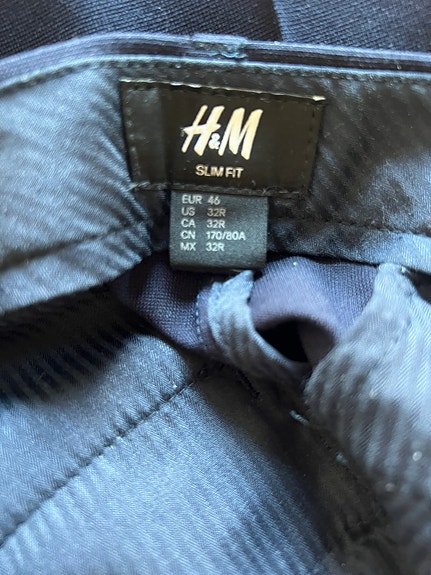 H&M
SLIM FIT
EUR 46
US 32R
CA 32R
CN 170/80A
MX 32R